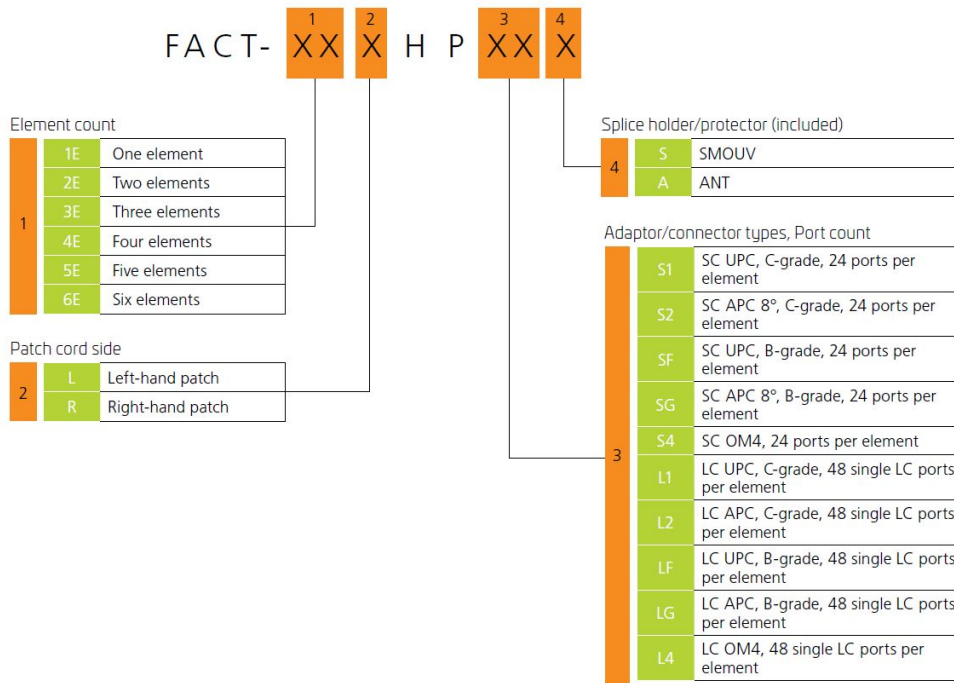 1 2 3 4
FACT- XX X H P XX X
Element count
1
1E One element
2E Two elements
3E Three elements
4E Four elements
5E Five elements
6E Six elements
Patch cord side
2
L Left-hand patch
R Right-hand patch
Splice holder/protector (included)
4
S SMOUV
A ANT
Adaptor/connector types, Port count
3
S1 SC UPC, C-grade, 24 ports per
element
S2 SC APC 8°, C-grade, 24 ports per
element
SF SC UPC, B-grade, 24 ports per
element
SG SC APC 8°, B-grade, 24 ports per
element
S4 SC OM4, 24 ports per element
L1 LC UPC, C-grade, 48 single LC ports
per element
L2 LC APC, C-grade, 48 single LC ports
per element
LF LC UPC, B-grade, 48 single LC ports
per element
LG LC APC, B-grade, 48 single LC ports
per element
L4 LC OM4, 48 single LC ports per
element